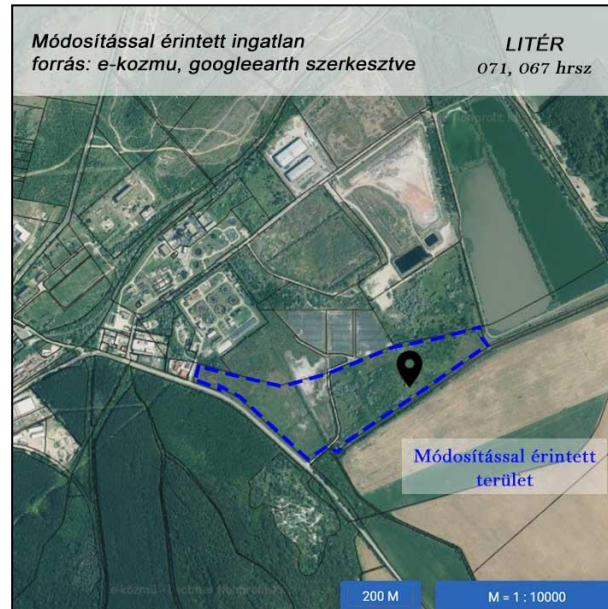 Módosítással érintett ingatlan
forrás: e-kozmu, googleearth szerkesztve
LITÉR
071, 067 hrsz
Módosítással érintett
terület
200 M
M = 1 : 10000